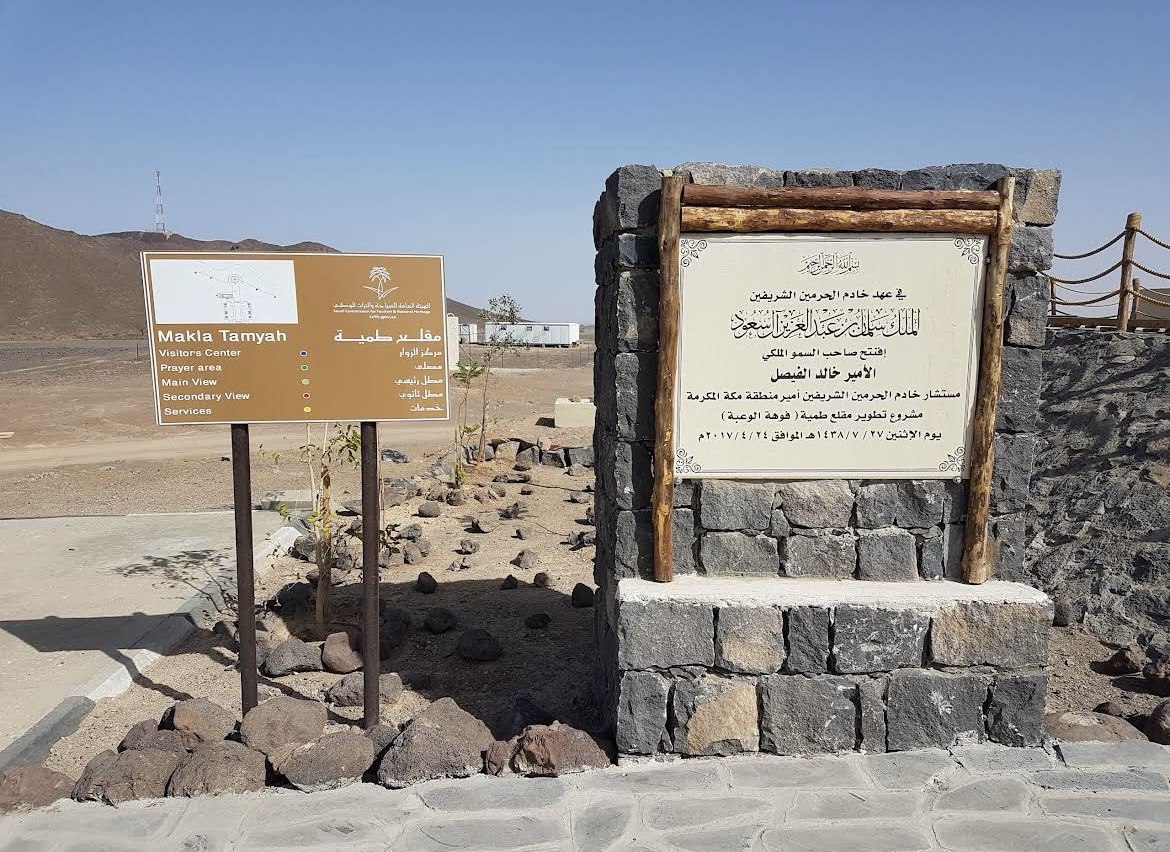 الهيئة العامة للسياحة والتراث الوطني
Saudi Commission for Tourism & National Heritage
scth.gov.sa
Makla Tamyah
مقلع طمية
Visitor's Center
مركز الزوار
Prayer area
مصلى
Main View
مطل رئيسي
Secondary View
مطل ثانوي
Services
خدمات
بسم الله الرحمن الرحيم
في عهد خادم الحرمين الشريفين
الملك سلمان بن عبدالعزيز آل سعود
إفتتح صاحب السمو الملكي
الأمير خالد الفيصل
مستشار خادم الحرمين الشريفين أمير منطقة مكة المكرمة
مشروع تطوير مقلع طمية ( فوهة الوعبة )
يوم الإثنين ٢٧ / ٧ / ١٤٣٨هـ الموافق ٢٤ / ٤ / ٢٠١٧م